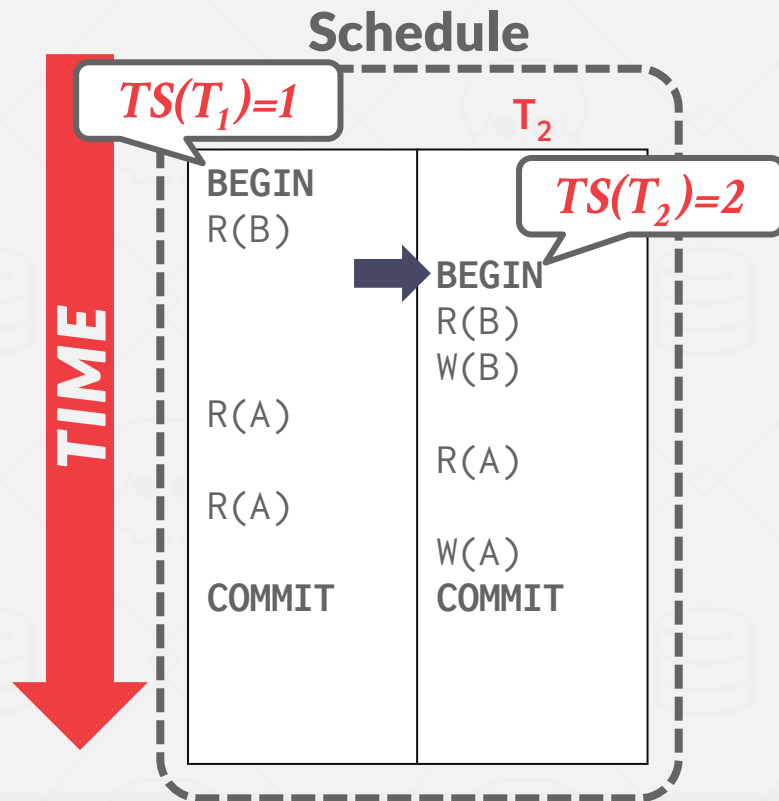 Schedule
TS(T₁)=1
T₂
BEGIN
TS(T₂)=2
R(B)
BEGIN
R(B)
W(B)
R(A)
R(A)
R(A)
W(A)
COMMIT
COMMIT
TIME